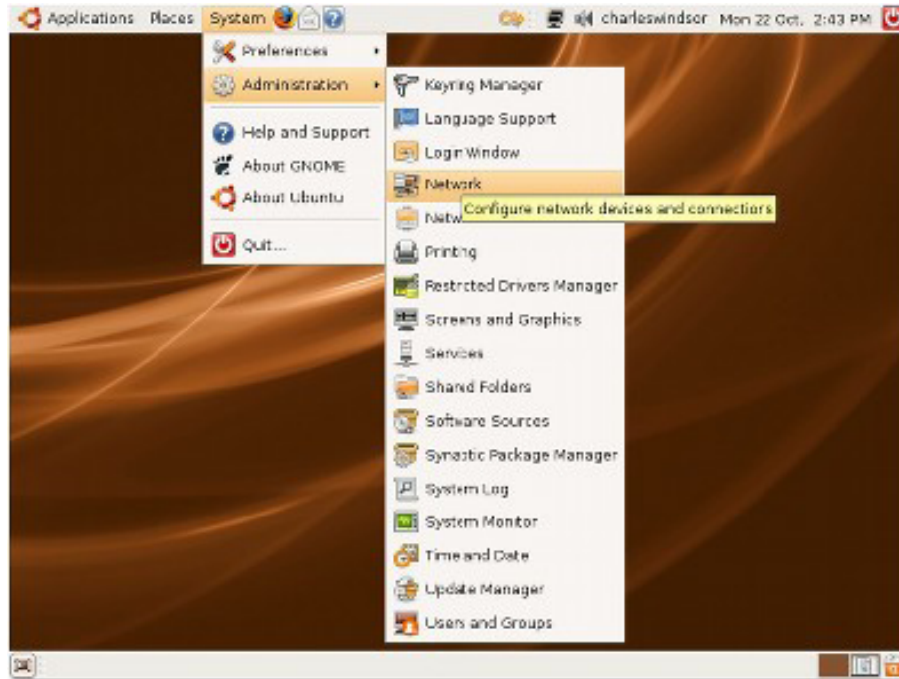 Applications Places System charleswindsor Mon 22 Oct, 2:43 PM
Preferences
Administration
Help and Support
About GNOME
About Ubuntu
Quit...
Keyring Manager
Language Support
Login Window
Network
Configure network devices and connections
Netw
Printing
Restricted Drivers Manager
Screens and Graphics
Services
Shared Folders
Software Sources
Synaptic Package Manager
System Log
System Monitor
Time and Date
Update Manager
Users and Groups